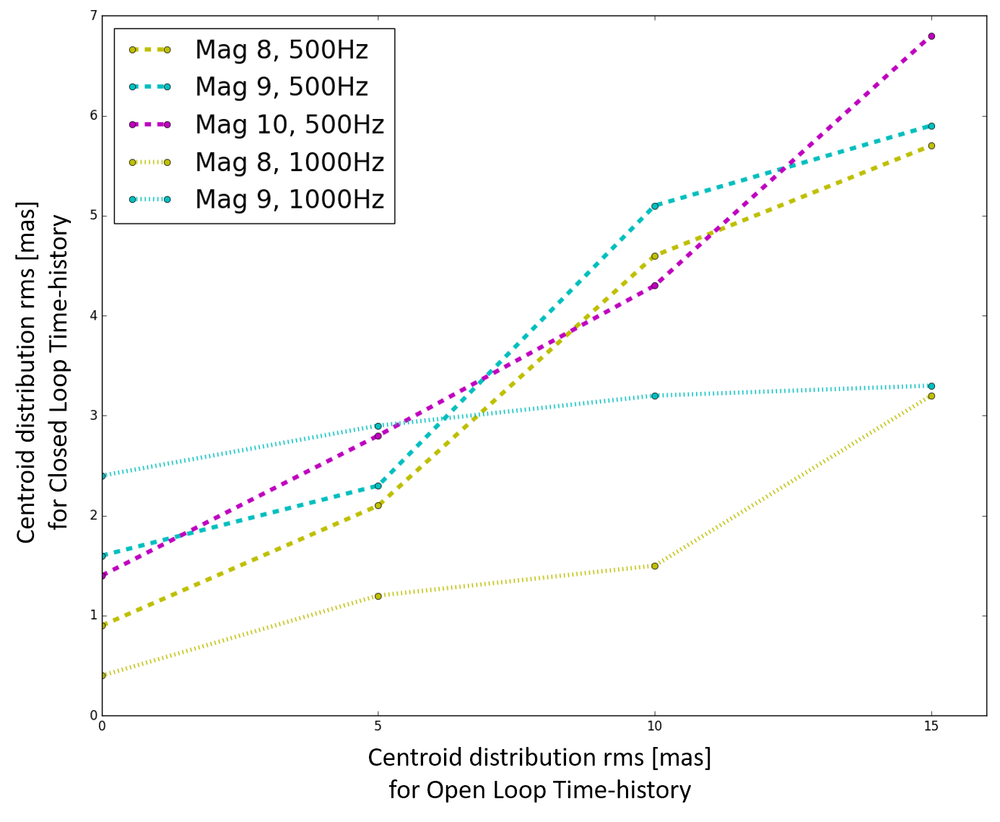 7
6
5
4
3
2
1
0
Mag 8, 500Hz
Mag 9, 500Hz
Mag 10, 500Hz
Mag 8, 1000Hz
Mag 9, 1000Hz
Centroid distribution rms [mas]
for Closed Loop Time-history
0 5 10 15
Centroid distribution rms [mas]
for Open Loop Time-history